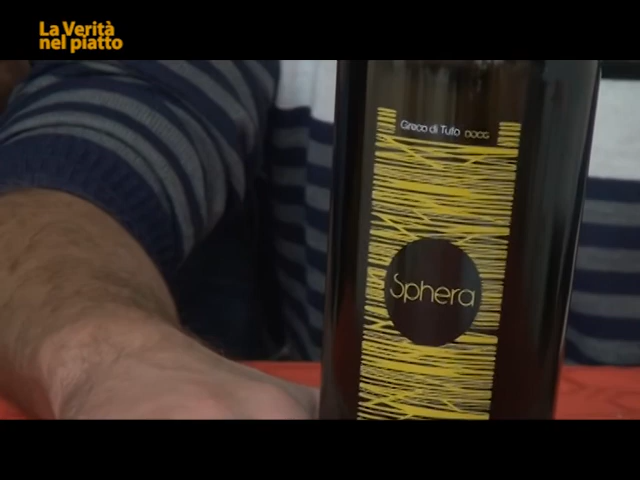 La Verità
nel piatto
Greco di Tufo DOCG
Sphera